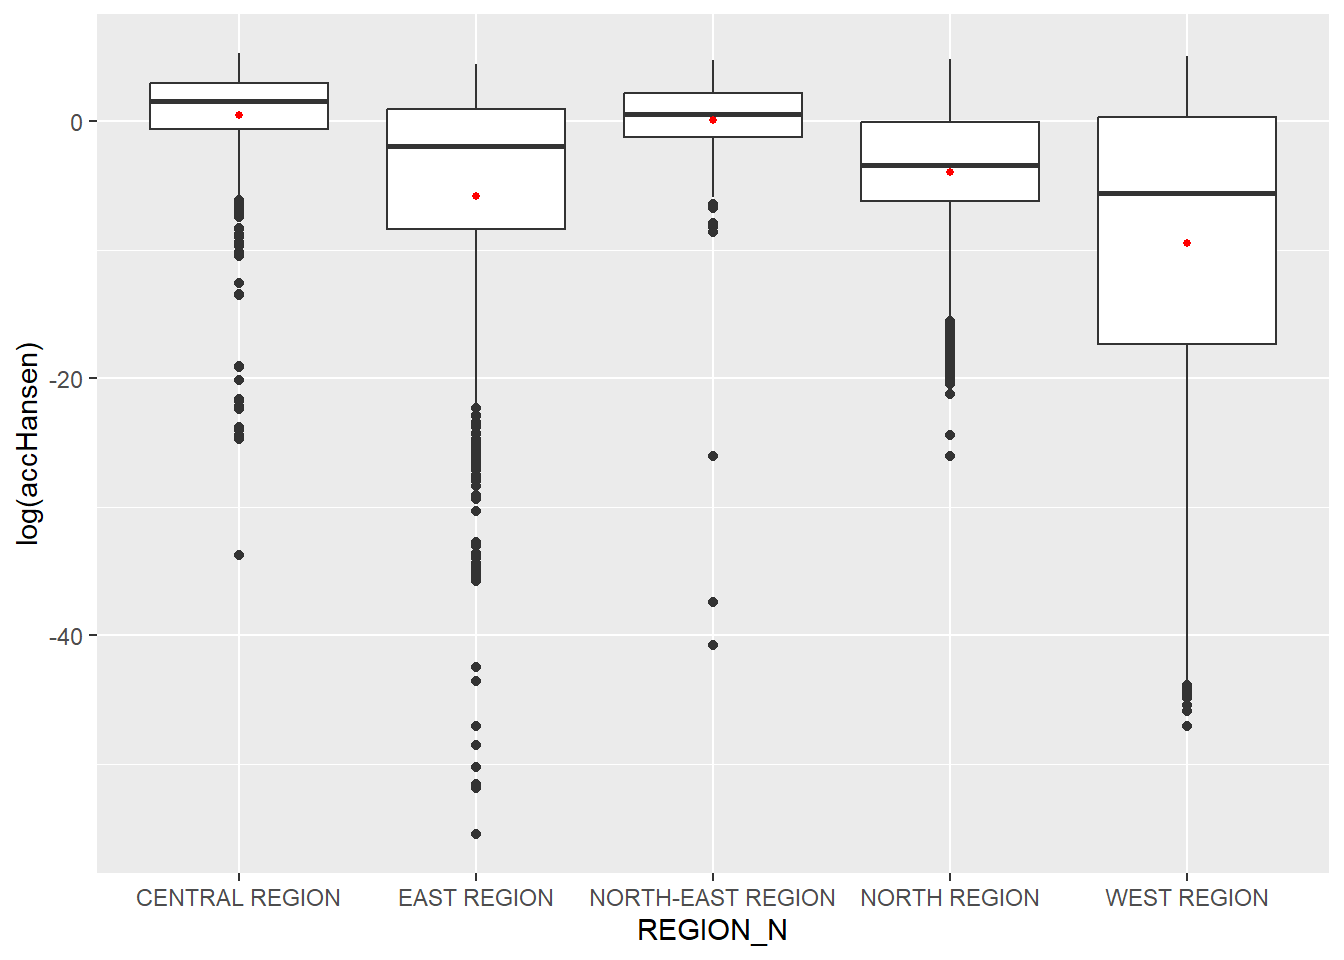 log(accHansen)
0
-20
-40
CENTRAL REGION EAST REGION NORTH-EAST REGION NORTH REGION WEST REGION
REGION_N